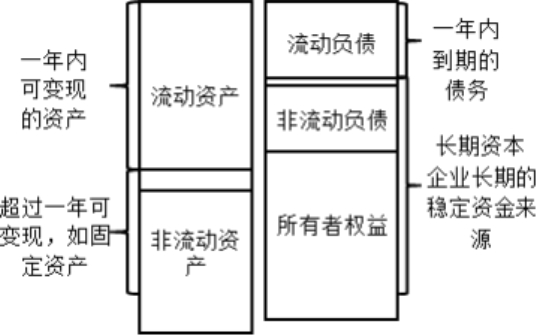 一年内
可变现
的资产
流动资产
超过一年可
变现，如固
定资产
非流动资
产
流动负债
非流动负债
所有者权益
一年内
到期的
债务
长期资本
企业长期的
稳定资金来
源